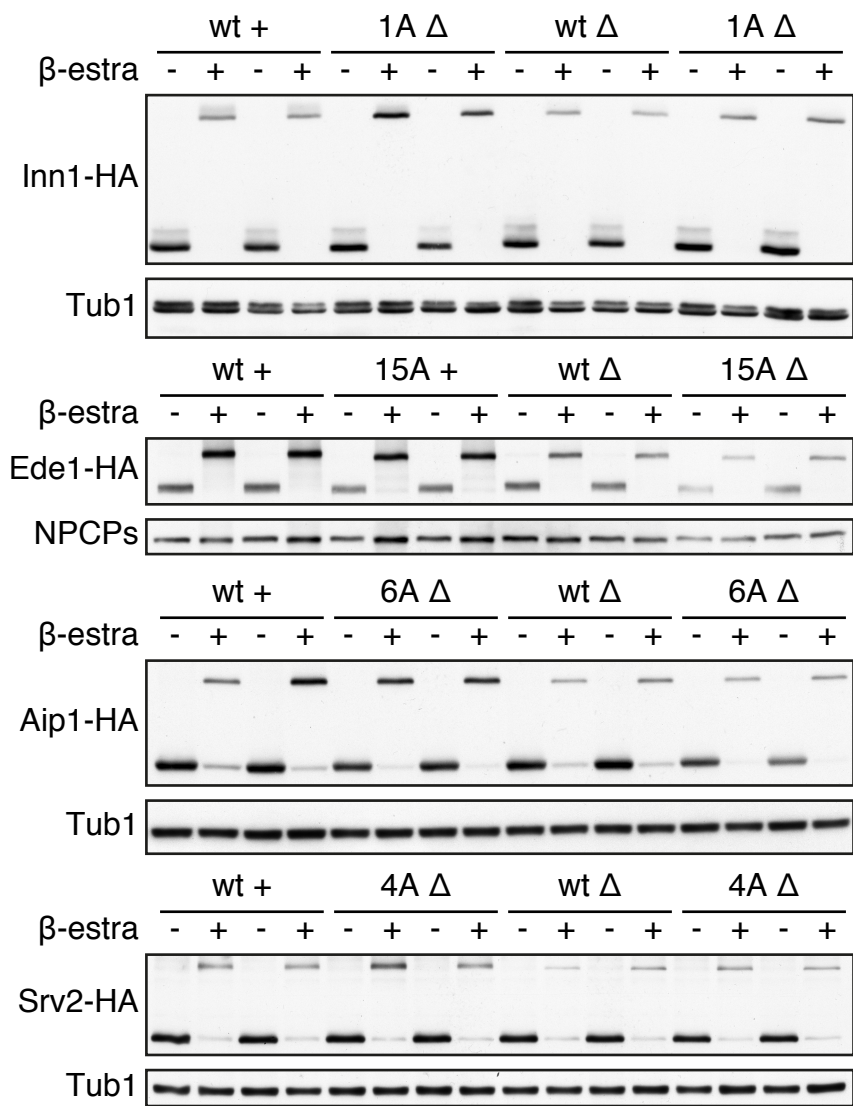 wt + 1A Δ wt Δ 1A Δ
β-estra - + - + - + - + - + - + - + - +
Inn1-HA
Tub1
wt + 15A + wt Δ 15A Δ
β-estra - + - + - + - + - + - + - + - +
Ede1-HA
NPCPs
wt + 6A Δ wt Δ 6A Δ
β-estra - + - + - + - + - + - + - + - +
Aip1-HA
Tub1
wt + 4A Δ wt Δ 4A Δ
β-estra - + - + - + - + - + - + - + - +
Srv2-HA
Tub1